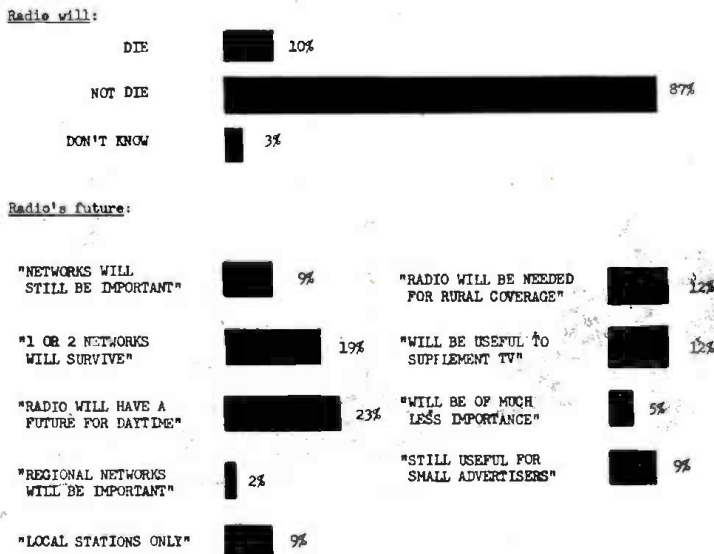 Radio will:
DIE 10%
NOT DIE 87%
DON'T KNOW 3%
Radio's future:
"NETWORKS WILL
STILL BE IMPORTANT" 9%
"1 OR 2 NETWORKS
WILL SURVIVE" 19%
"RADIO WILL HAVE A
FUTURE FOR DAYTIME" 23%
"REGIONAL NETWORKS
WILL BE IMPORTANT" 2%
"LOCAL STATIONS ONLY" 9%
"RADIO WILL BE NEEDED
FOR RURAL COVERAGE" 12%
"WILL BE USEFUL TO
SUPPLEMENT TV" 12%
"WILL BE OF MUCH
LESS IMPORTANCE" 5%
"STILL USEFUL FOR
SMALL ADVERTISERS" 9%